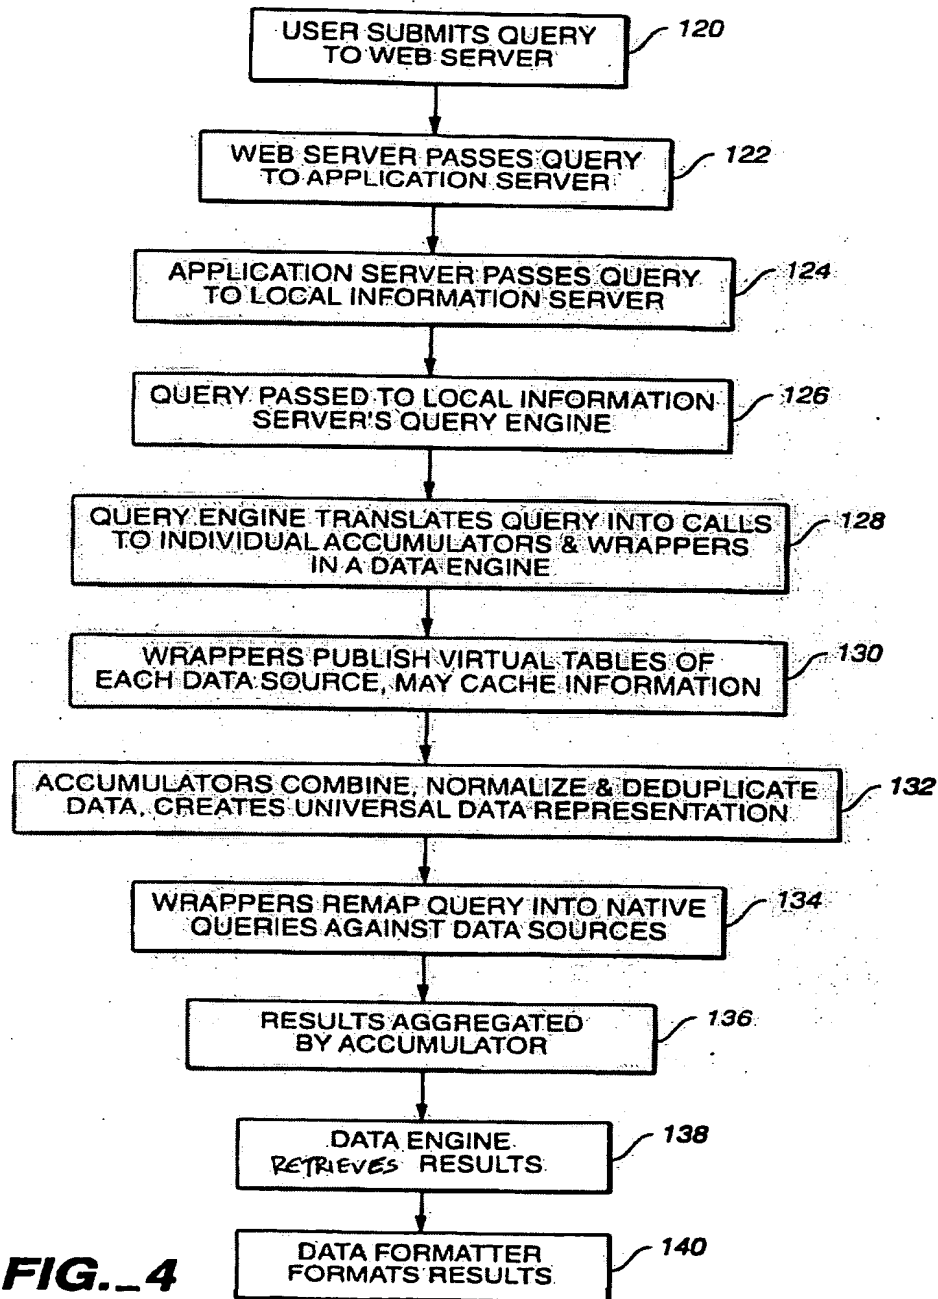 USER SUBMITS QUERY
TO WEB SERVER
120
WEB SERVER PASSES QUERY
TO APPLICATION SERVER
122
APPLICATION SERVER PASSES QUERY
TO LOCAL INFORMATION SERVER
124
QUERY PASSED TO LOCAL INFORMATION
SERVER'S QUERY ENGINE
126
QUERY ENGINE TRANSLATES QUERY INTO CALLS
TO INDIVIDUAL ACCUMULATORS & WRAPPERS
IN A DATA ENGINE
128
WRAPPERS PUBLISH VIRTUAL TABLES OF
EACH DATA SOURCE, MAY CACHE INFORMATION
130
ACCUMULATORS COMBINE, NORMALIZE & DEDUPLICATE
DATA, CREATES UNIVERSAL DATA REPRESENTATION
132
WRAPPERS REMAP QUERY INTO NATIVE
QUERIES AGAINST DATA SOURCES
134
RESULTS AGGREGATED
BY ACCUMULATOR
136
DATA ENGINE
RETRIEVES RESULTS
138
DATA FORMATTER
FORMATS RESULTS
140
FIG._4